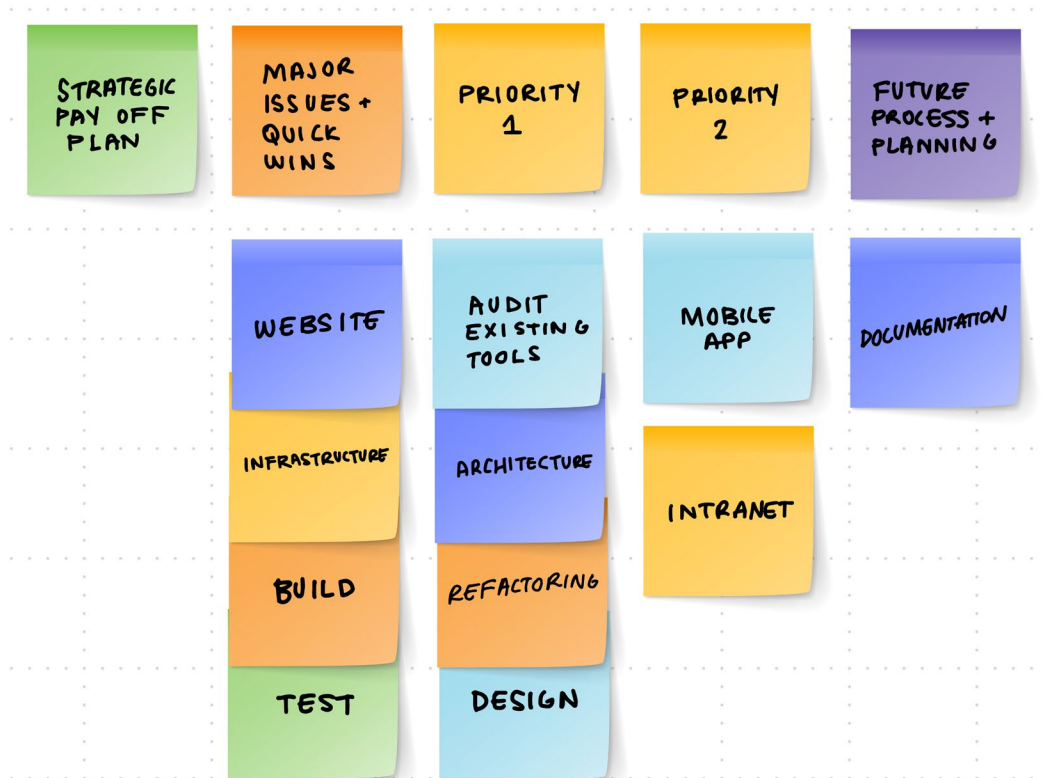 STRATEGIC
PAY OFF
PLAN
MAJOR
ISSUES +
QUICK
WINS
PRIORITY
1
PRIORITY
2
FUTURE
PROCESS +
PLANNING
WEBSITE
INFRASTRUCTURE
BUILD
TEST
AUDIT
EXISTING
TOOLS
ARCHITECTURE
REFACTORING
DESIGN
MOBILE
APP
INTRANET
DOCUMENTATION